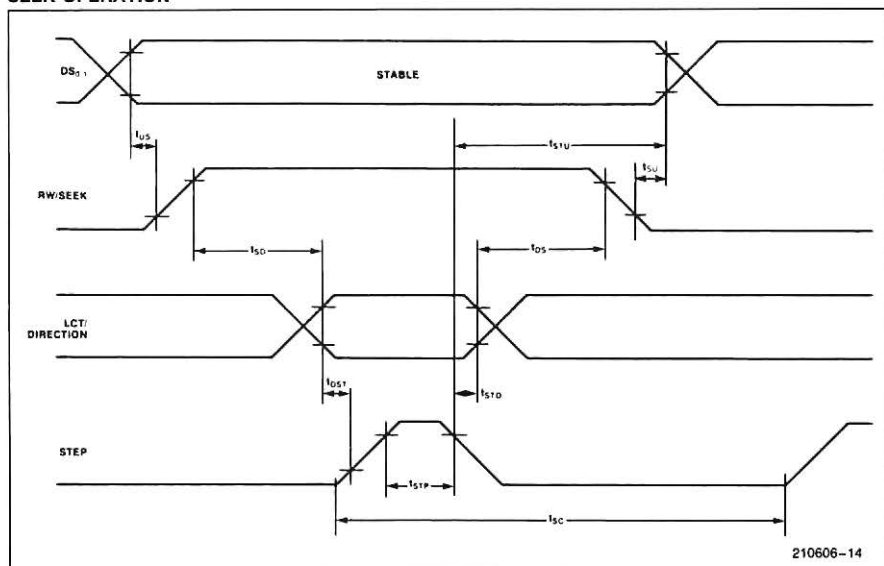 SEEK OPERATION
DS0,1
STABLE
tUS
tSTU
tSU
RW/SEEK
tSD
tDS
LCT/
DIRECTION
tDST
tSTD
STEP
tSTP
tSC
210606-14